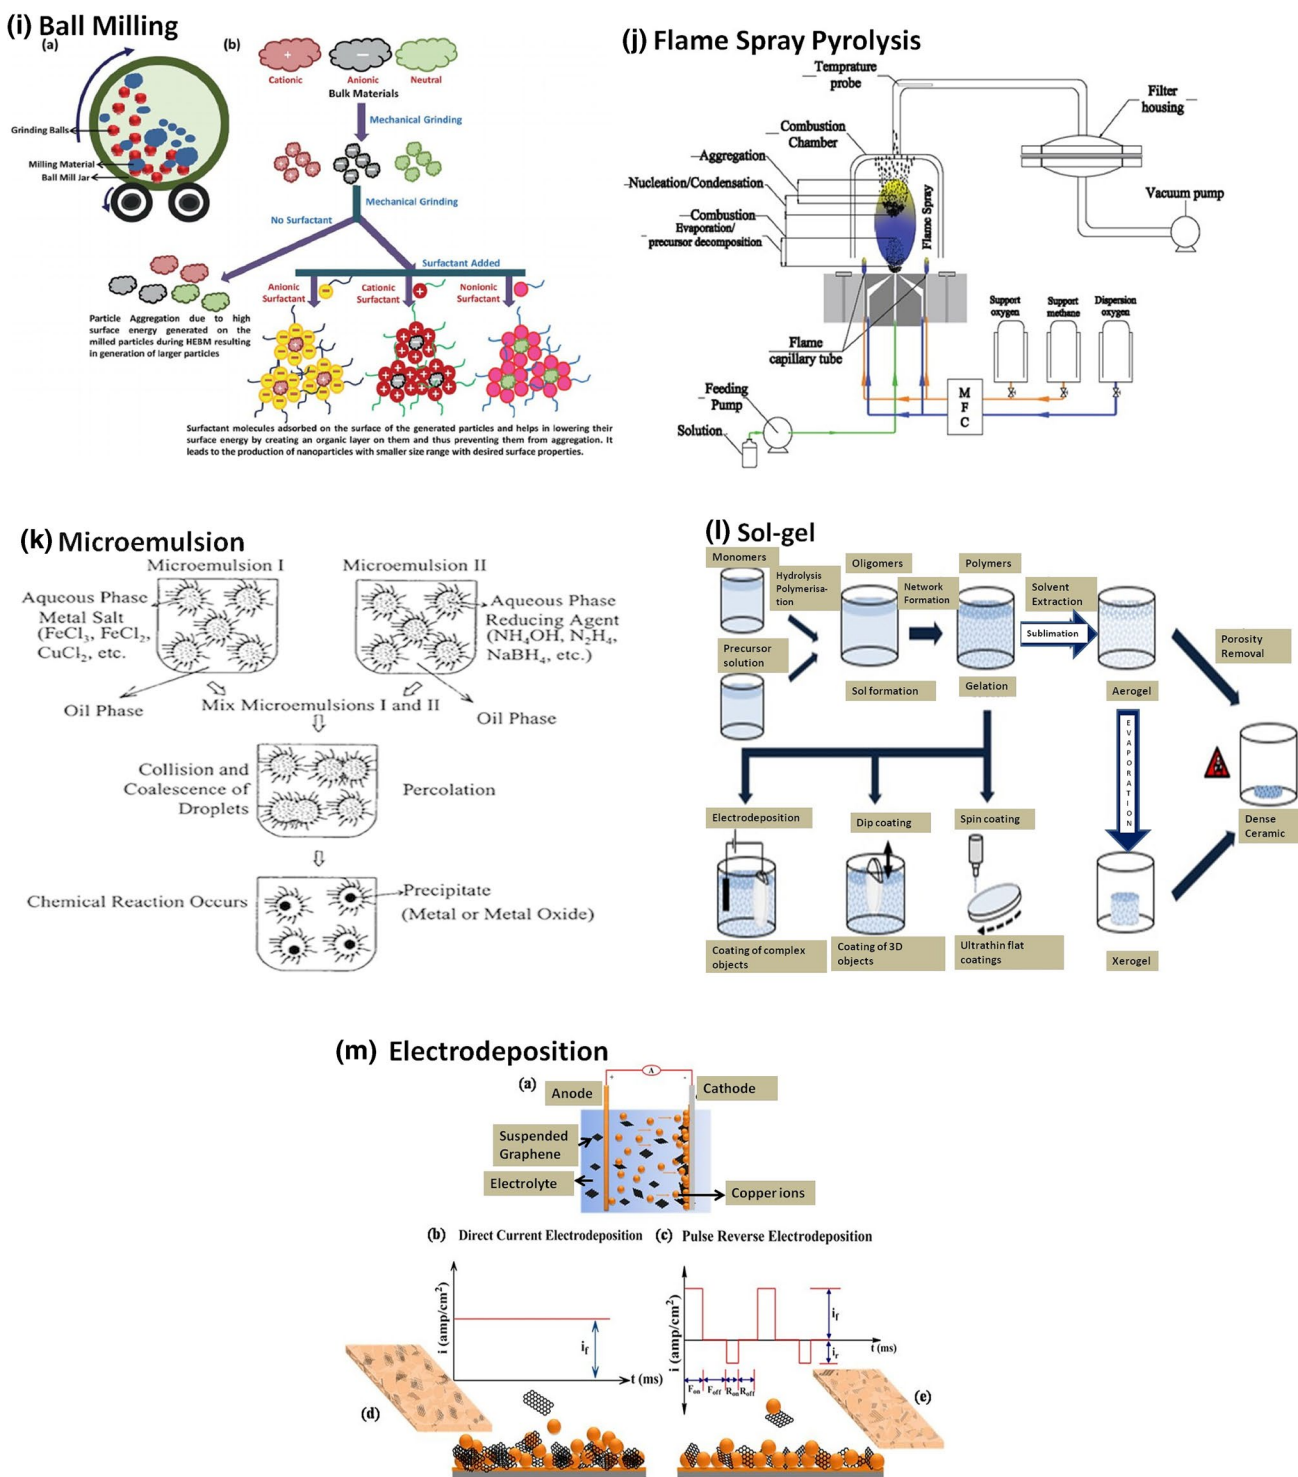 (i) Ball Milling
(a)
(b)
Cationic
Anionic
Neutral
Bulk Materials
Mechanical Grinding
Grinding Balls
Milling Material
Ball Mill Jar
Mechanical Grinding
No Surfactant
Surfactant Added
Anionic
Surfactant
Cationic
Surfactant
Nonionic
Surfactant
Particle Aggregation due to high
surface energy generated on the
milled particles during HEBM resulting
in generation of larger particles
Surfactant molecules adsorbed on the surface of the generated particles and helps in lowering their
surface energy by creating an organic layer on them and thus preventing them from aggregation. It
leads to the production of nanoparticles with smaller size range with desired surface properties.
(j) Flame Spray Pyrolysis
Temprature
probe
Filter
housing
Combustion
Chamber
Aggregation
Nucleation/Condensation
Combustion
Evaporation/
precursor decomposition
Flame Spray
Vacuum pump
Support
oxygen
Support
methane
Dispersion
oxygen
Flame
capillary tube
Feeding
Pump
Solution
M
F
C
(k) Microemulsion
Microemulsion I
Microemulsion II
Aqueous Phase
Metal Salt
(FeCl3, FeCl2,
CuCl2, etc.
Aqueous Phase
Reducing Agent
(NH4OH, N2H4,
NaBH4, etc.)
Oil Phase
Mix Microemulsions I and II
Oil Phase
Collision and
Coalescence of
Droplets
Percolation
Chemical Reaction Occurs
Precipitate
(Metal or Metal Oxide)
(l) Sol-gel
Monomers
Hydrolysis
Polymerisa-
tion
Oligomers
Network
Formation
Polymers
Solvent
Extraction
Sublimation
Precursor
solution
Porosity
Removal
Sol formation
Gelation
Aerogel
EVAPORATION
Electrodeposition
Dip coating
Spin coating
Dense
Ceramic
Coating of complex
objects
Coating of 3D
objects
Ultrathin flat
coatings
Xerogel
(m) Electrodeposition
(a)
A
+
-
Anode
Cathode
Suspended
Graphene
Electrolyte
Copper ions
(b) Direct Current Electrodeposition
(c) Pulse Reverse Electrodeposition
i (amp/cm²)
if
t (ms)
i (amp/cm²)
if
ir
t (ms)
Fon
Foff
Ron
Roff
(d)
(e)